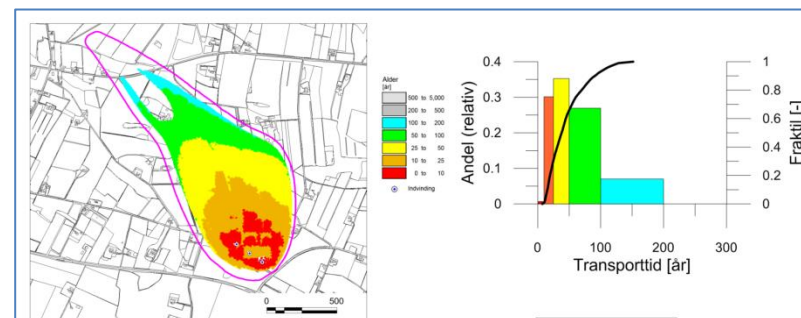 Alder
[år]
500 to 5,000
200 to 500
100 to 200
50 to 100
25 to 50
10 to 25
0 to 10
Indvinding
0 500
Andel (relativ)
0.4
0.3
0.2
0.1
0
1
0.8
0.6
0.4
0.2
0
Fraktil [-]
0 100 200 300
Transporttid [år]